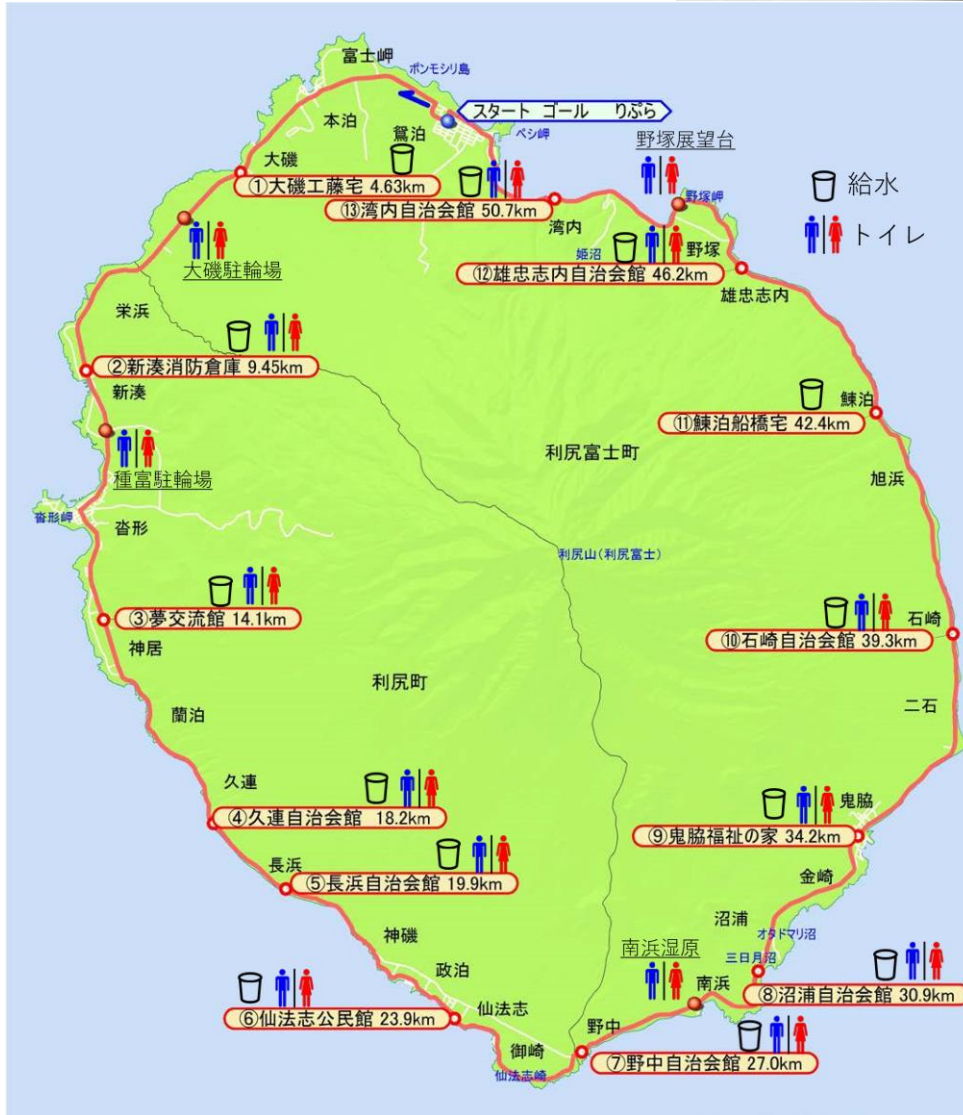 富士岬
ポンモシリ島
スタート ゴール りぷら
本泊
鴛泊
ペシ岬
野塚展望台
大磯
①大磯工藤宅 4.63km
給水
⑬湾内自治会館 50.7km
野塚岬
トイレ
湾内
姫沼
野塚
大磯駐輪場
⑫雄忠志内自治会館 46.2km
雄忠志内
栄浜
②新湊消防倉庫 9.45km
新湊
鰊泊
⑪鰊泊船橋宅 42.4km
利尻富士町
旭浜
種富駐輪場
沓形岬
沓形
利尻山(利尻富士)
③夢交流館 14.1km
石崎
⑩石崎自治会館 39.3km
神居
利尻町
二石
蘭泊
久連
鬼脇
④久連自治会館 18.2km
⑨鬼脇福祉の家 34.2km
長浜
⑤長浜自治会館 19.9km
金崎
沼浦
オタドマリ沼
神磯
南浜湿原
三日月沼
政泊
南浜
⑧沼浦自治会館 30.9km
仙法志
⑥仙法志公民館 23.9km
野中
御崎
⑦野中自治会館 27.0km
仙法志崎